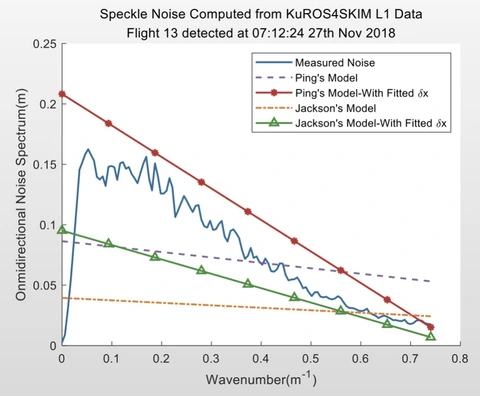 Speckle Noise Computed from KuROS4SKIM L1 Data
Flight 13 detected at 07:12:24 27th Nov 2018
Measured Noise
Ping's Model
Ping's Model-With Fitted δx
Jackson's Model
Jackson's Model-With Fitted δx
Onmidirectional Noise Spectrum(m)
0.25
0.2
0.15
0.1
0.05
0
0 0.1 0.2 0.3 0.4 0.5 0.6 0.7 0.8
Wavenumber(m⁻¹)